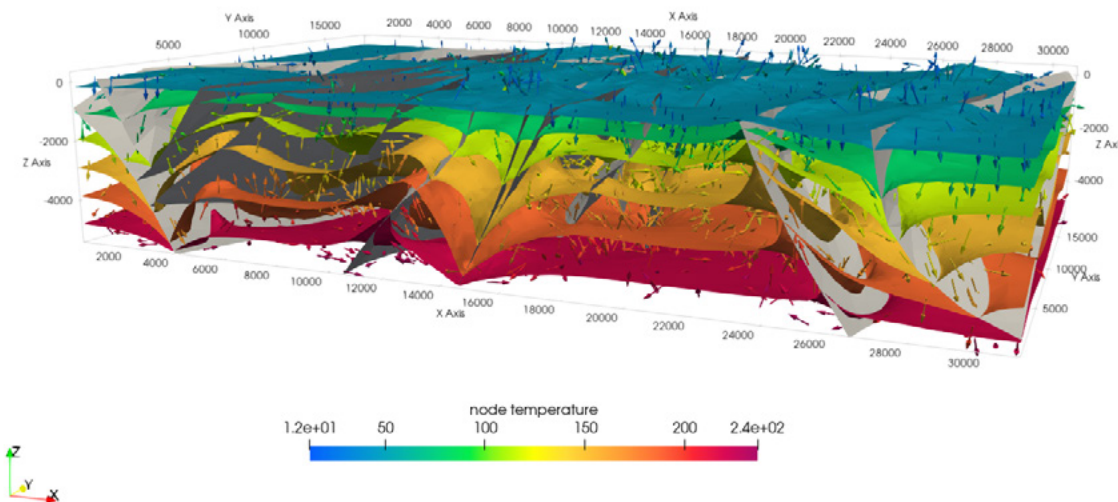 Y Axis
X Axis
5000 10000 15000
2000 4000 6000 8000 10000 12000 14000 16000 18000 20000 22000 24000 26000 28000 30000
0
-2000
Z Axis
-4000
0
-2000
Z Ax
-4000
15000
10000
Y Axis
5000
2000 4000 6000 8000 10000 12000 14000 16000 18000 20000 22000 24000 26000 28000 30000
X Axis
node temperature
1.2e+01 50 100 150 200 2.4e+02
Z
Y
X